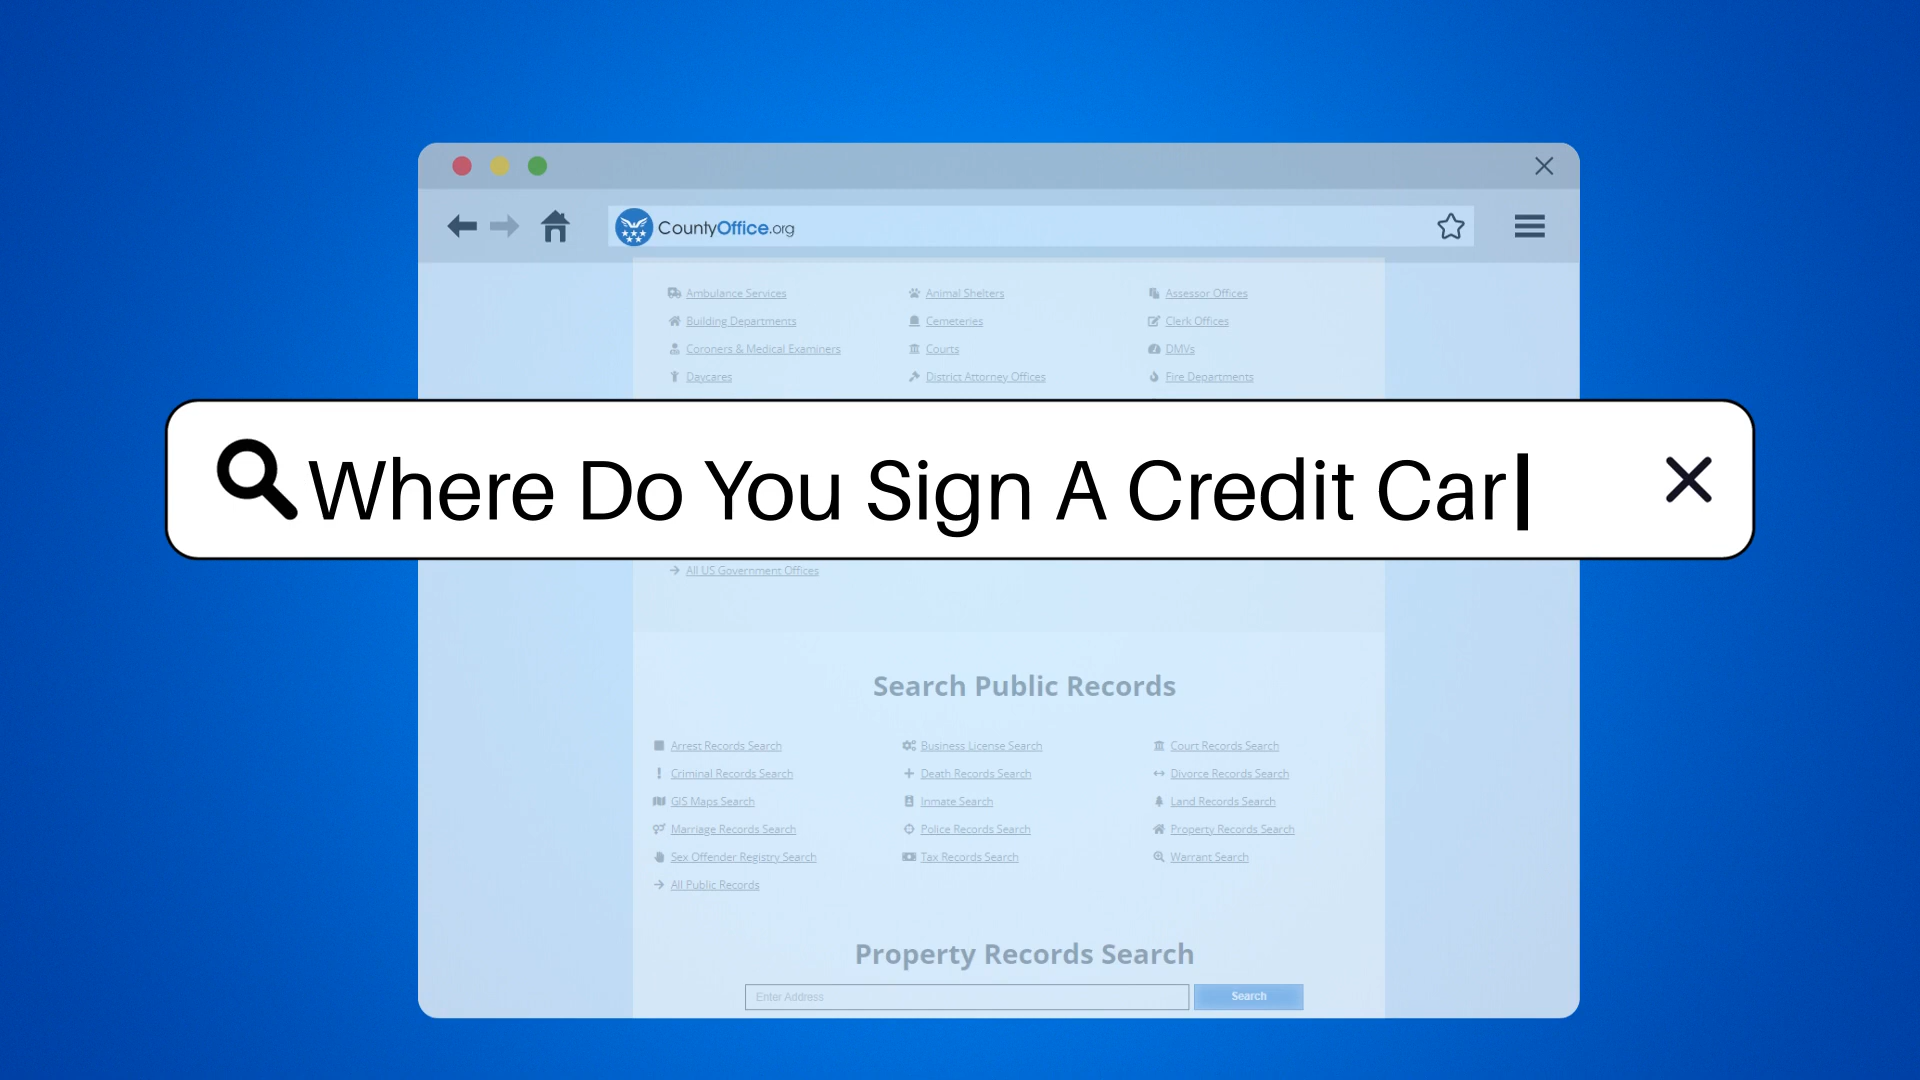 CountyOffice.org
Ambulance Services Animal Shelters Assessor Offices
Building Departments Cemeteries Clerk Offices
Coroners & Medical Examiners Courts DMVs
Daycares District Attorney Offices Fire Departments
Where Do You Sign A Credit Car
All US Government Offices
Search Public Records
Arrest Records Search Business License Search Court Records Search
Criminal Records Search Death Records Search Divorce Records Search
GIS Maps Search Inmate Search Land Records Search
Marriage Records Search Police Records Search Property Records Search
Sex Offender Registry Search Tax Records Search Warrant Search
All Public Records
Property Records Search
Enter Address Search